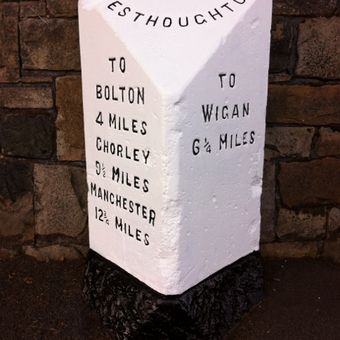 ESTHOUGHTO
TO
BOLTON
4 MILES
CHORLEY
9½ MILES
MANCHESTER
12½ MILES
TO
WIGAN
6¼ MILES